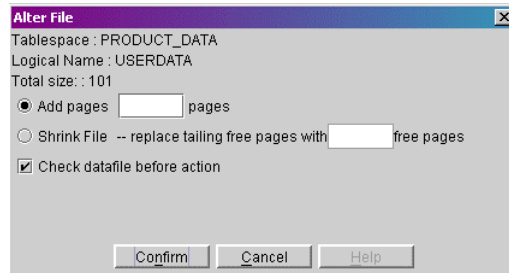 Alter File
Tablespace : PRODUCT_DATA
Logical Name : USERDATA
Total size: : 101
Add pages pages
Shrink File -- replace tailing free pages with free pages
Check datafile before action
Confirm Cancel Help